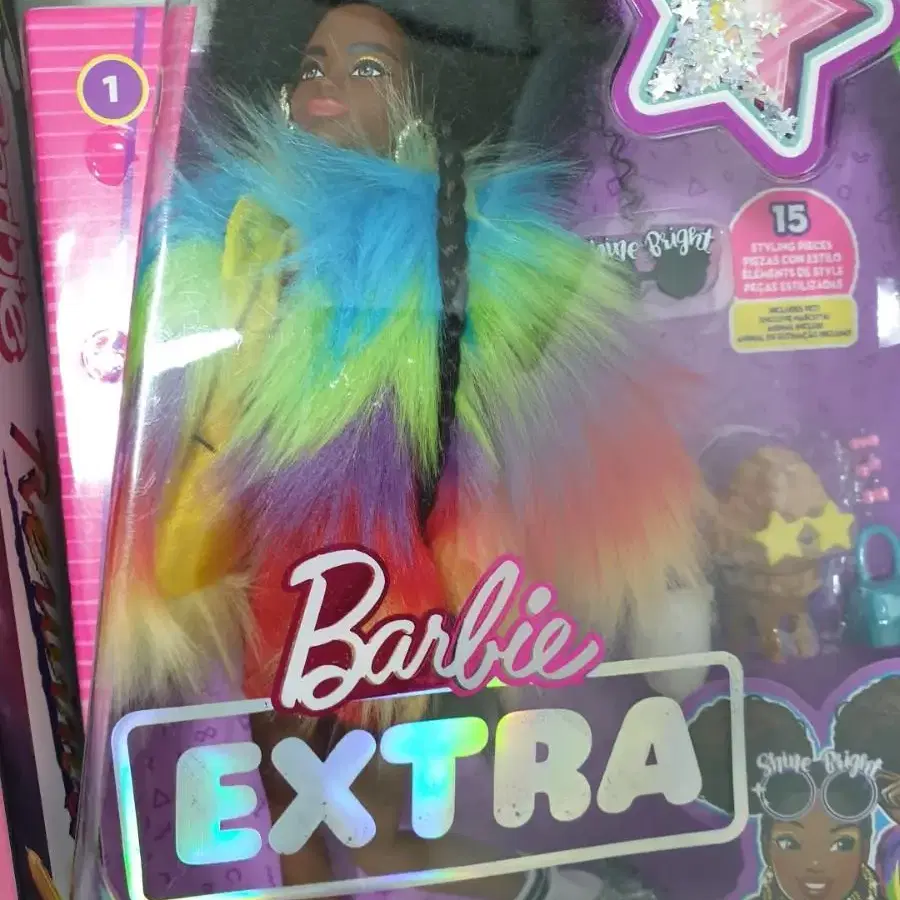 1
15
STYLING PIECES
PIEZAS CON ESTILO
ÉLÉMENTS DE STYLE
PEÇAS ESTILIZADAS
Shine Bright
Barbie
EXTRA
Shine Bright